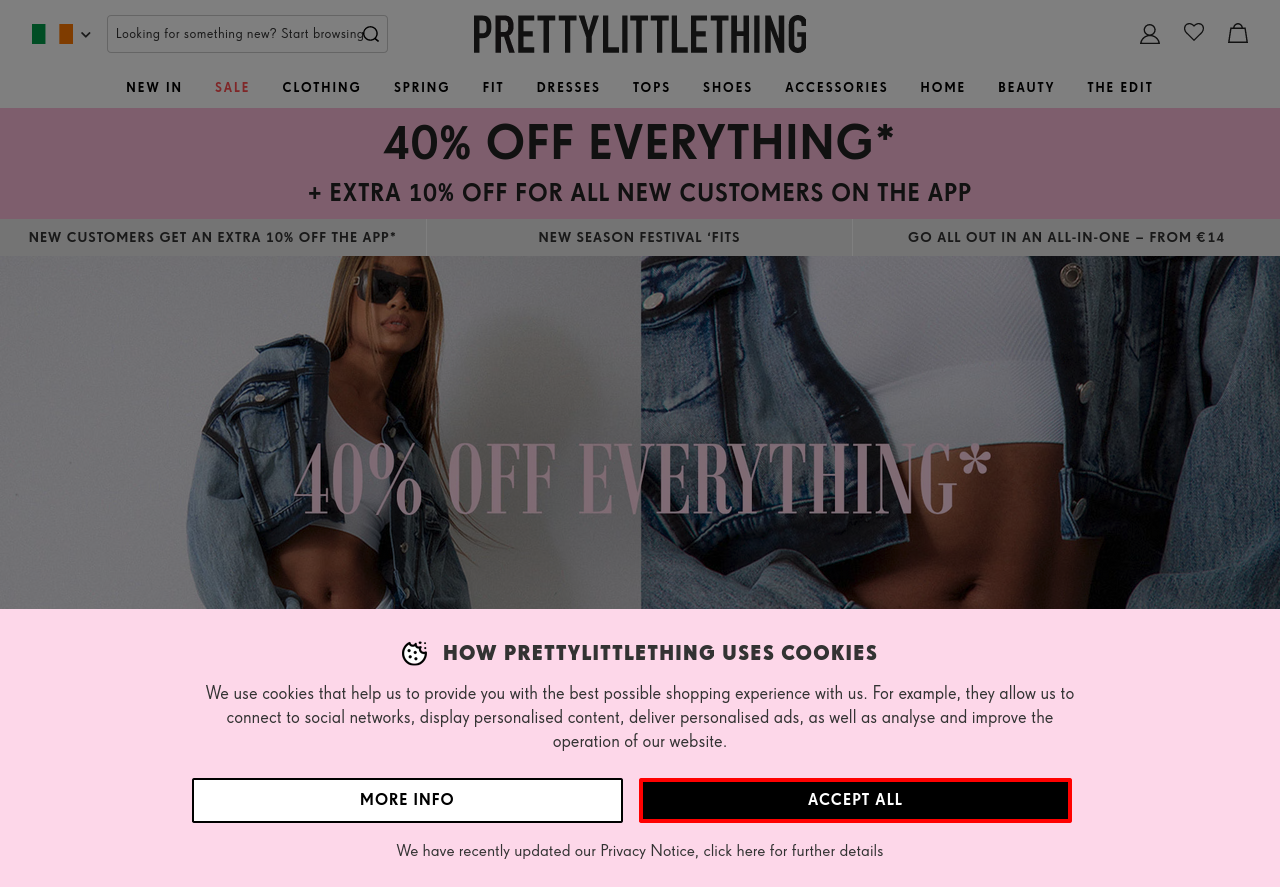 Looking for something new? Start browsing
PRETTYLITTLETHING
NEW IN SALE CLOTHING SPRING FIT DRESSES TOPS SHOES ACCESSORIES HOME BEAUTY THE EDIT
40% OFF EVERYTHING*
+ EXTRA 10% OFF FOR ALL NEW CUSTOMERS ON THE APP
NEW CUSTOMERS GET AN EXTRA 10% OFF THE APP* NEW SEASON FESTIVAL ‘FITS GO ALL OUT IN AN ALL-IN-ONE – FROM €14
40% OFF EVERYTHING*
HOW PRETTYLITTLETHING USES COOKIES
We use cookies that help us to provide you with the best possible shopping experience with us. For example, they allow us to
connect to social networks, display personalised content, deliver personalised ads, as well as analyse and improve the
operation of our website.
MORE INFO ACCEPT ALL
We have recently updated our Privacy Notice, click here for further details